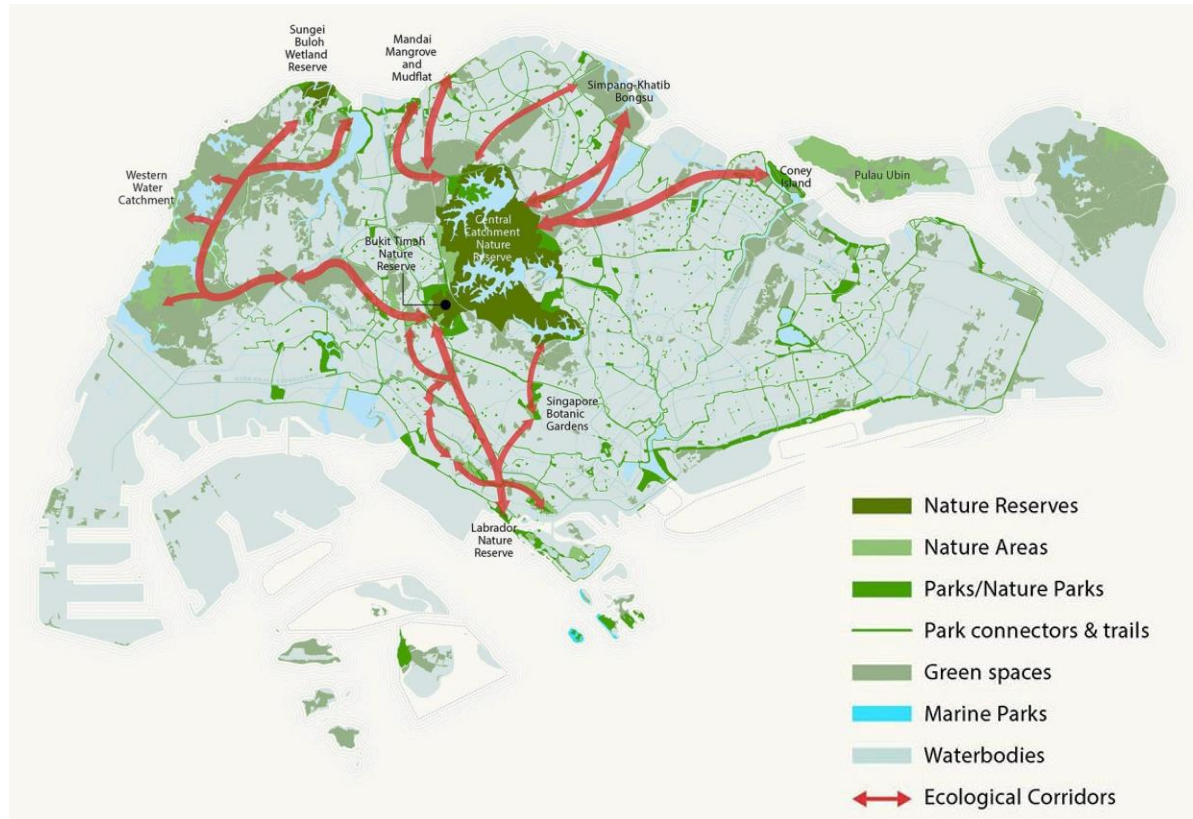 Sungei
Buloh
Wetland
Reserve
Mandai
Mangrove
and
Mudflat
Simpang-Khatib
Bongsu
Western
Water
Catchment
Coney
Island
Pulau Ubin
Central
Catchment
Nature
Reserve
Bukit Timah
Nature
Reserve
Singapore
Botanic
Gardens
Labrador
Nature
Reserve
Nature Reserves
Nature Areas
Parks/Nature Parks
Park connectors & trails
Green spaces
Marine Parks
Waterbodies
Ecological Corridors